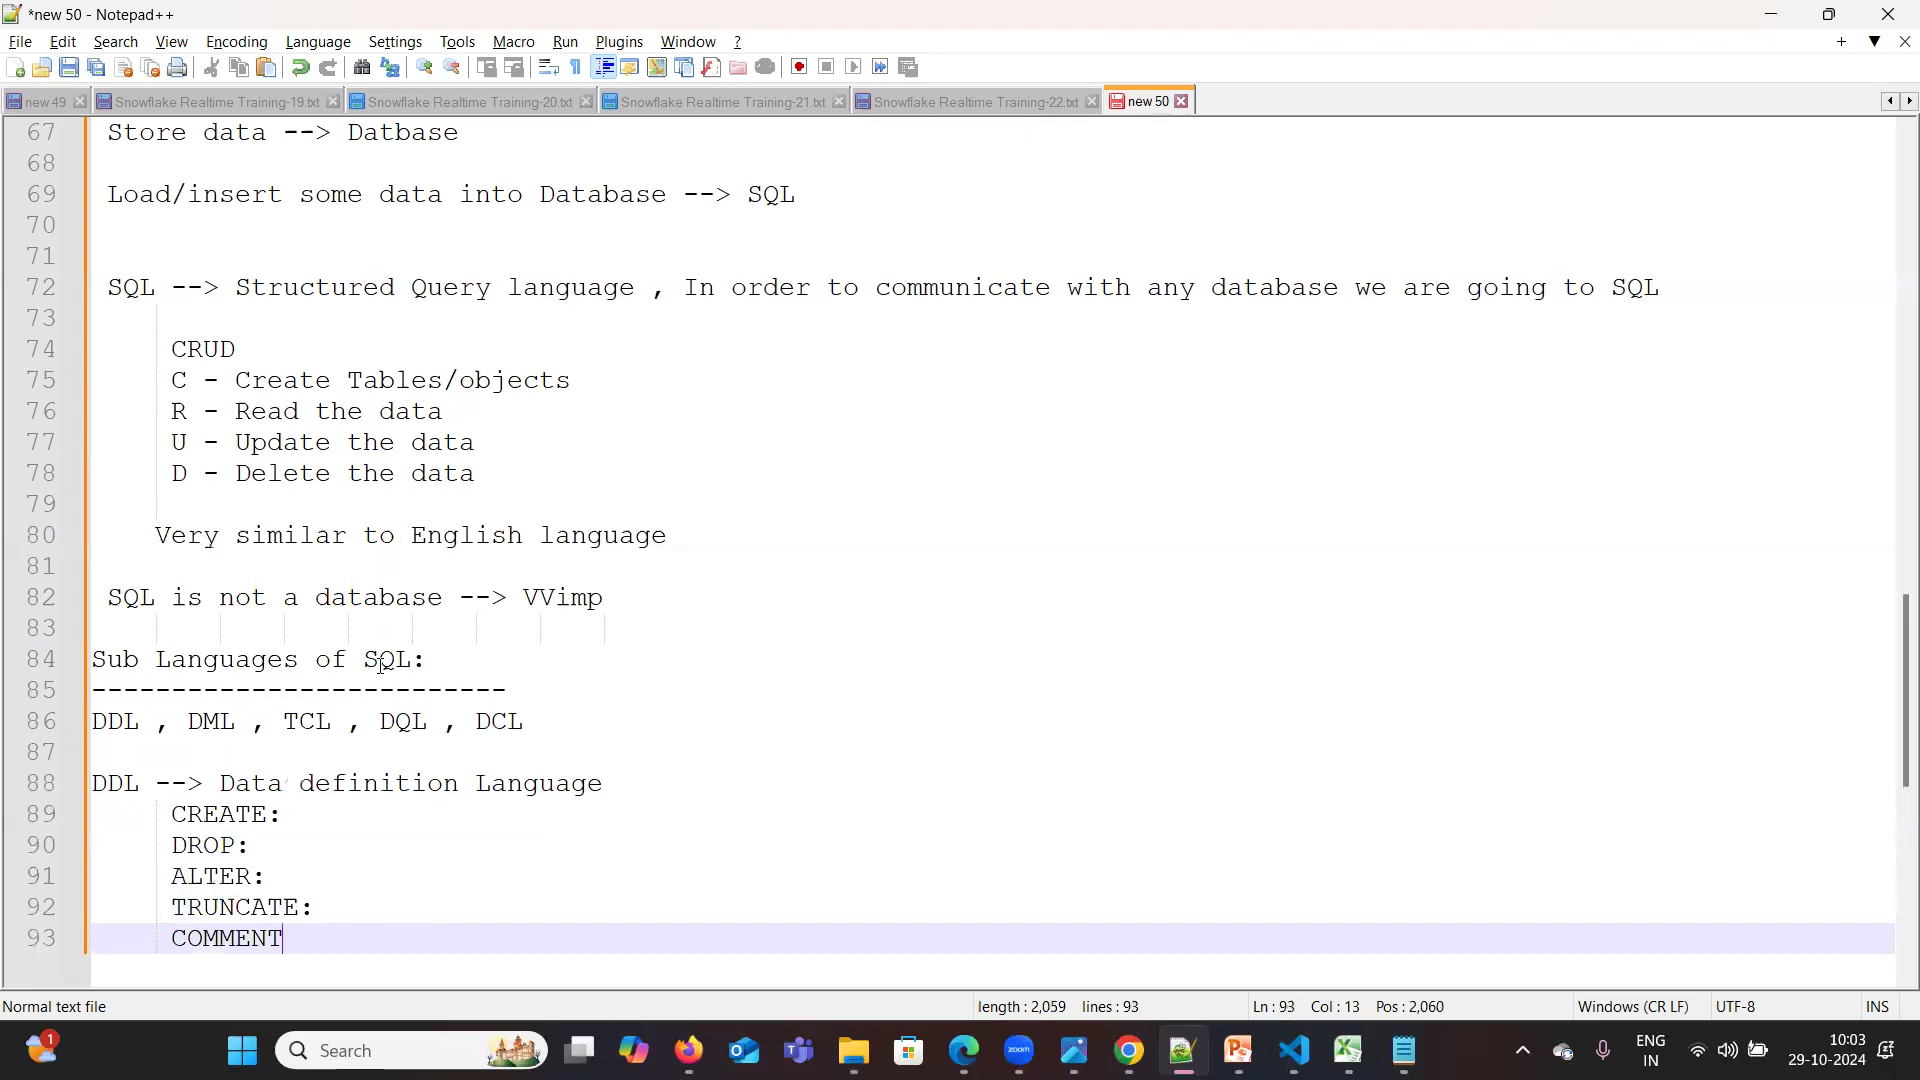 *new 50 - Notepad++
File Edit Search View Encoding Language Settings Tools Macro Run Plugins Window ?
new 49 Snowflake Realtime Training-19.txt Snowflake Realtime Training-20.txt Snowflake Realtime Training-21.txt Snowflake Realtime Training-22.txt new 50
67 Store data --> Datbase
68
69 Load/insert some data into Database --> SQL
70
71
72 SQL --> Structured Query language , In order to communicate with any database we are going to SQL
73
74 CRUD
75 C - Create Tables/objects
76 R - Read the data
77 U - Update the data
78 D - Delete the data
79
80 Very similar to English language
81
82 SQL is not a database --> VVimp
83
84 Sub Languages of SQL:
85 --------------------------
86 DDL , DML , TCL , DQL , DCL
87
88 DDL --> Data definition Language
89 CREATE:
90 DROP:
91 ALTER:
92 TRUNCATE:
93 COMMENT
Normal text file length : 2,059 lines : 93 Ln : 93 Col : 13 Pos : 2,060 Windows (CR LF) UTF-8 INS
1 Search zoom ENG IN 10:03 29-10-2024